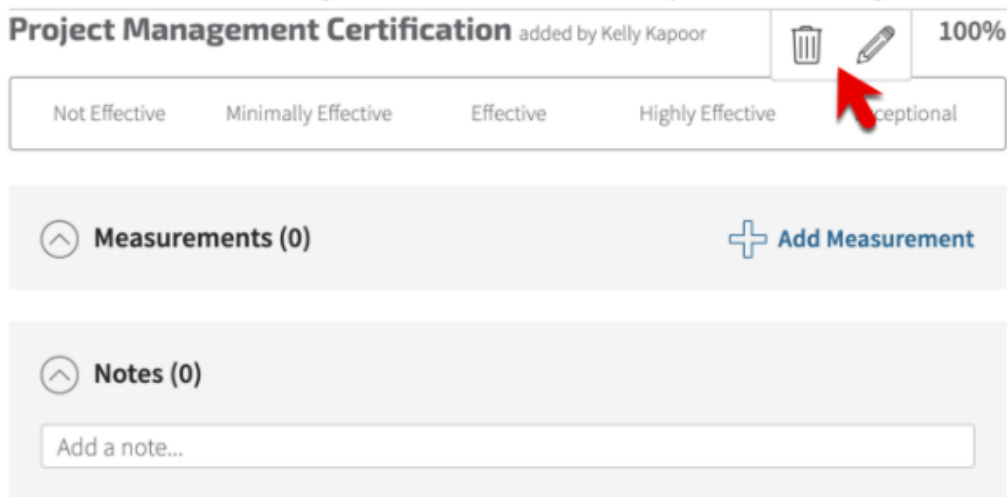 Project Management Certification added by Kelly Kapoor 100%
Not Effective Minimally Effective Effective Highly Effective
Measurements (0) Add Measurement
Notes (0)
Add a note...